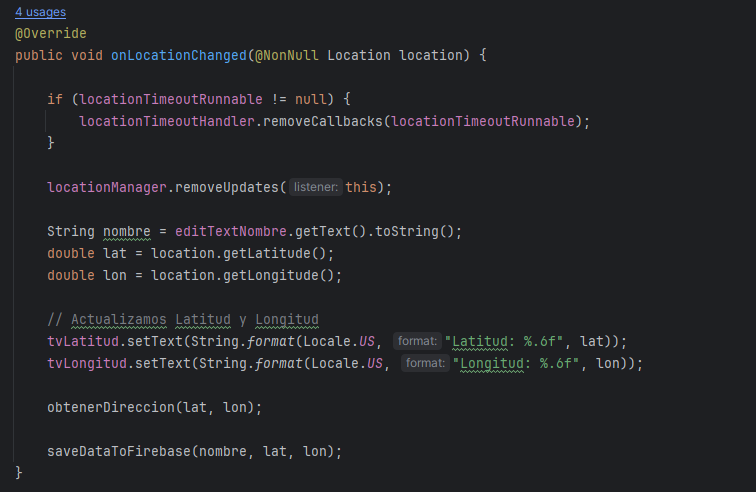 4 usages
@Override
public void onLocationChanged(@NonNull Location location) {
if (locationTimeoutRunnable != null) {
locationTimeoutHandler.removeCallbacks(locationTimeoutRunnable);
}
locationManager.removeUpdates( listener: this);
String nombre = editTextNombre.getText().toString();
double lat = location.getLatitude();
double lon = location.getLongitude();
// Actualizamos Latitud y Longitud
tvLatitud.setText(String.format(Locale.US, format: "Latitud: %.6f", lat));
tvLongitud.setText(String.format(Locale.US, format: "Longitud: %.6f", lon));
obtenerDireccion(lat, lon);
saveDataToFirebase(nombre, lat, lon);
}